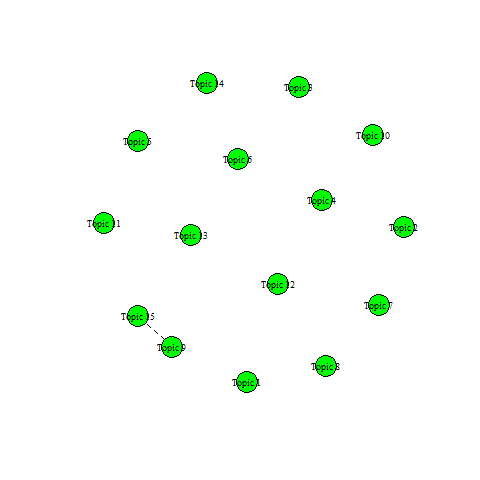 Topic 14
Topic 3
Topic 10
Topic 5
Topic 6
Topic 4
Topic 11
Topic 13
Topic 2
Topic 12
Topic 7
Topic 15
Topic 9
Topic 8
Topic 1